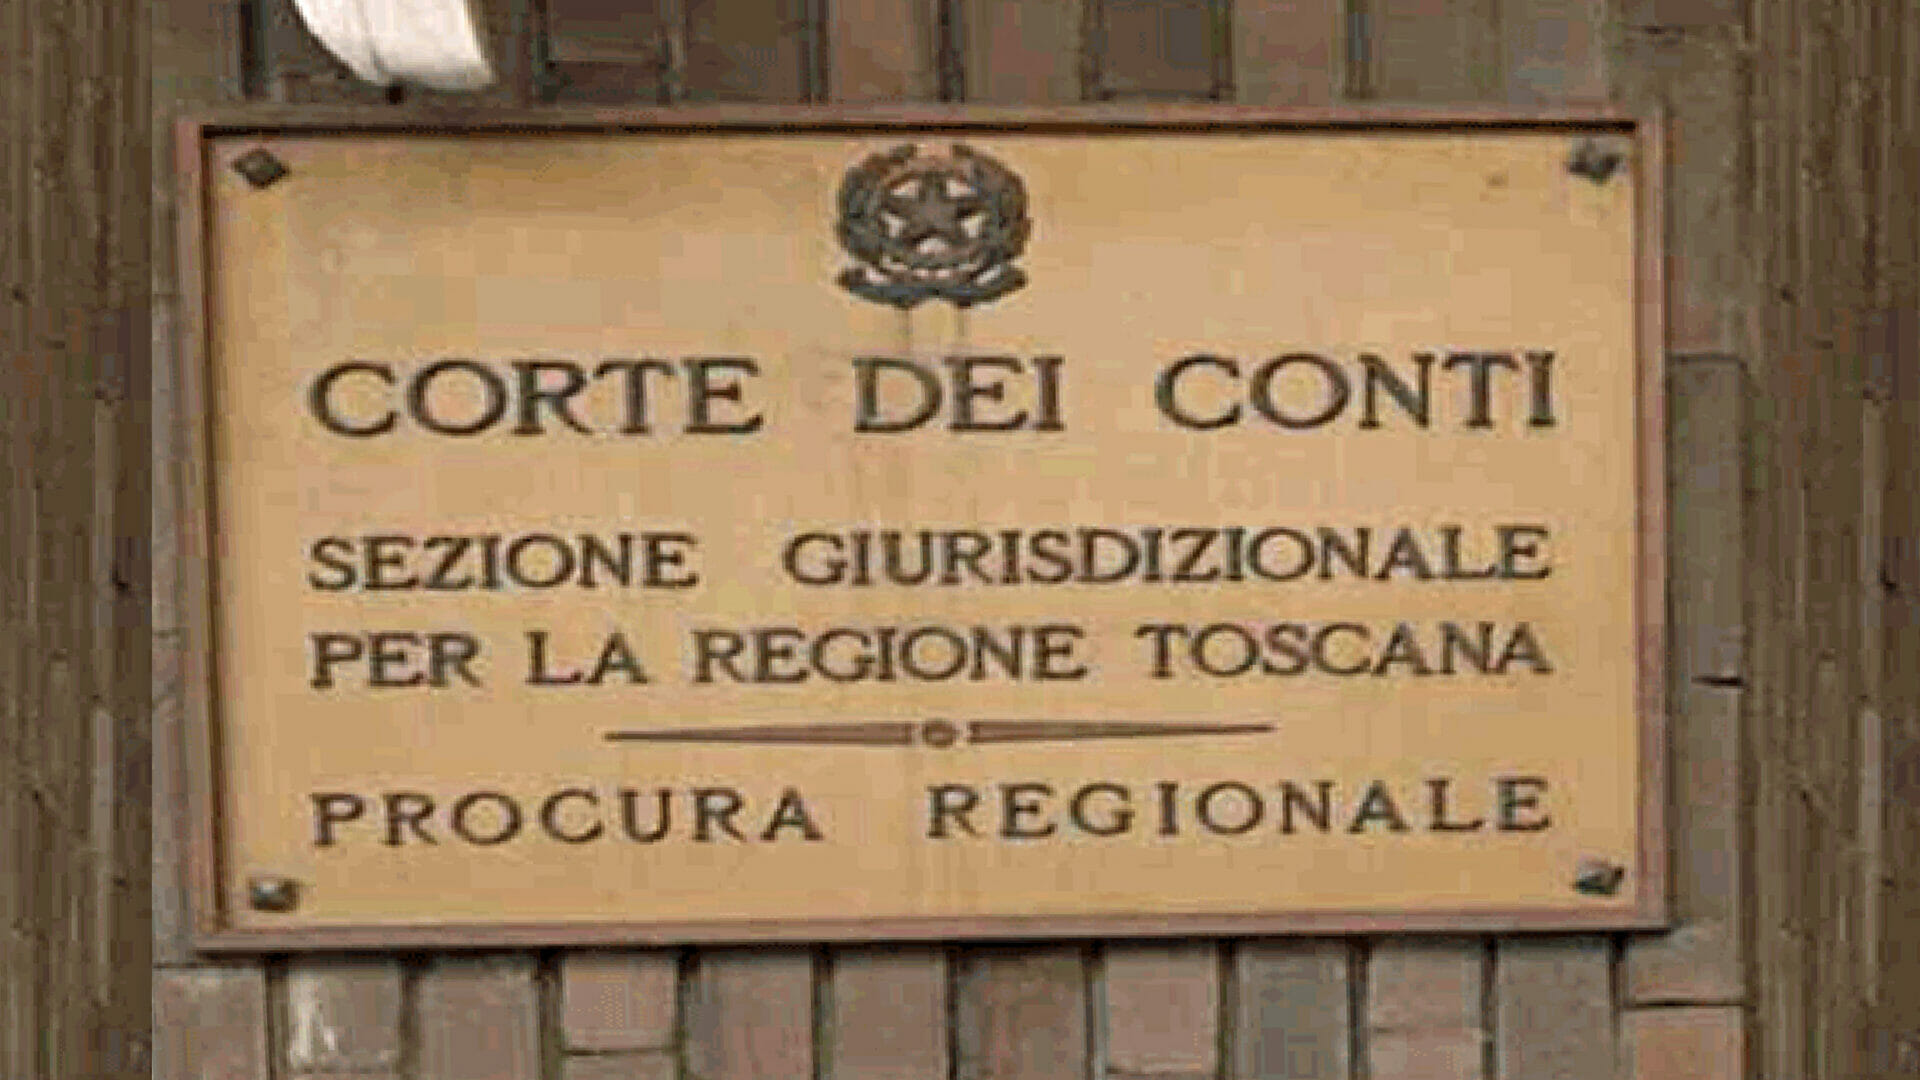 CORTE DEI CONTI
SEZIONE GIURISDIZIONALE
PER LA REGIONE TOSCANA
PROCURA REGIONALE